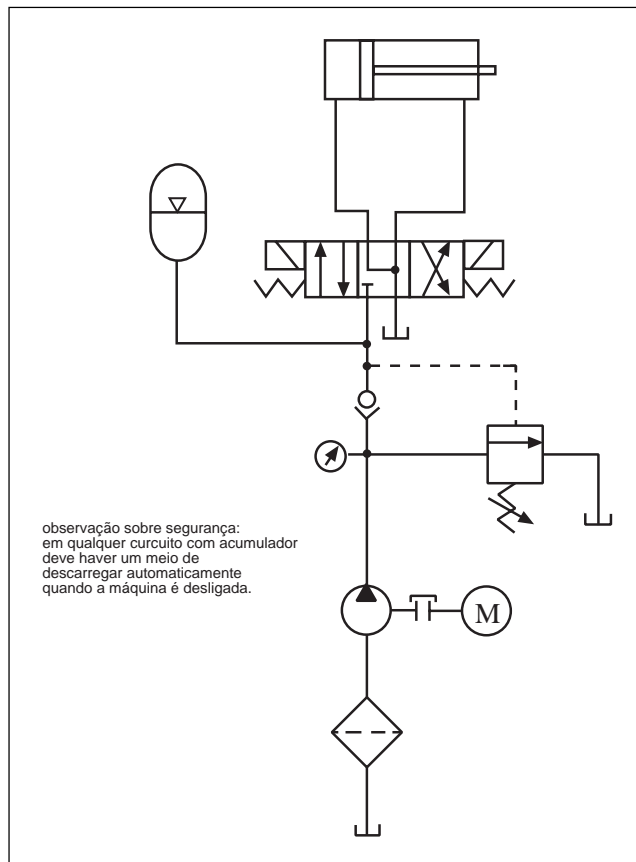 observação sobre segurança:
em qualquer curcuito com acumulador
deve haver um meio de
descarregar automaticamente
quando a máquina é desligada.
M